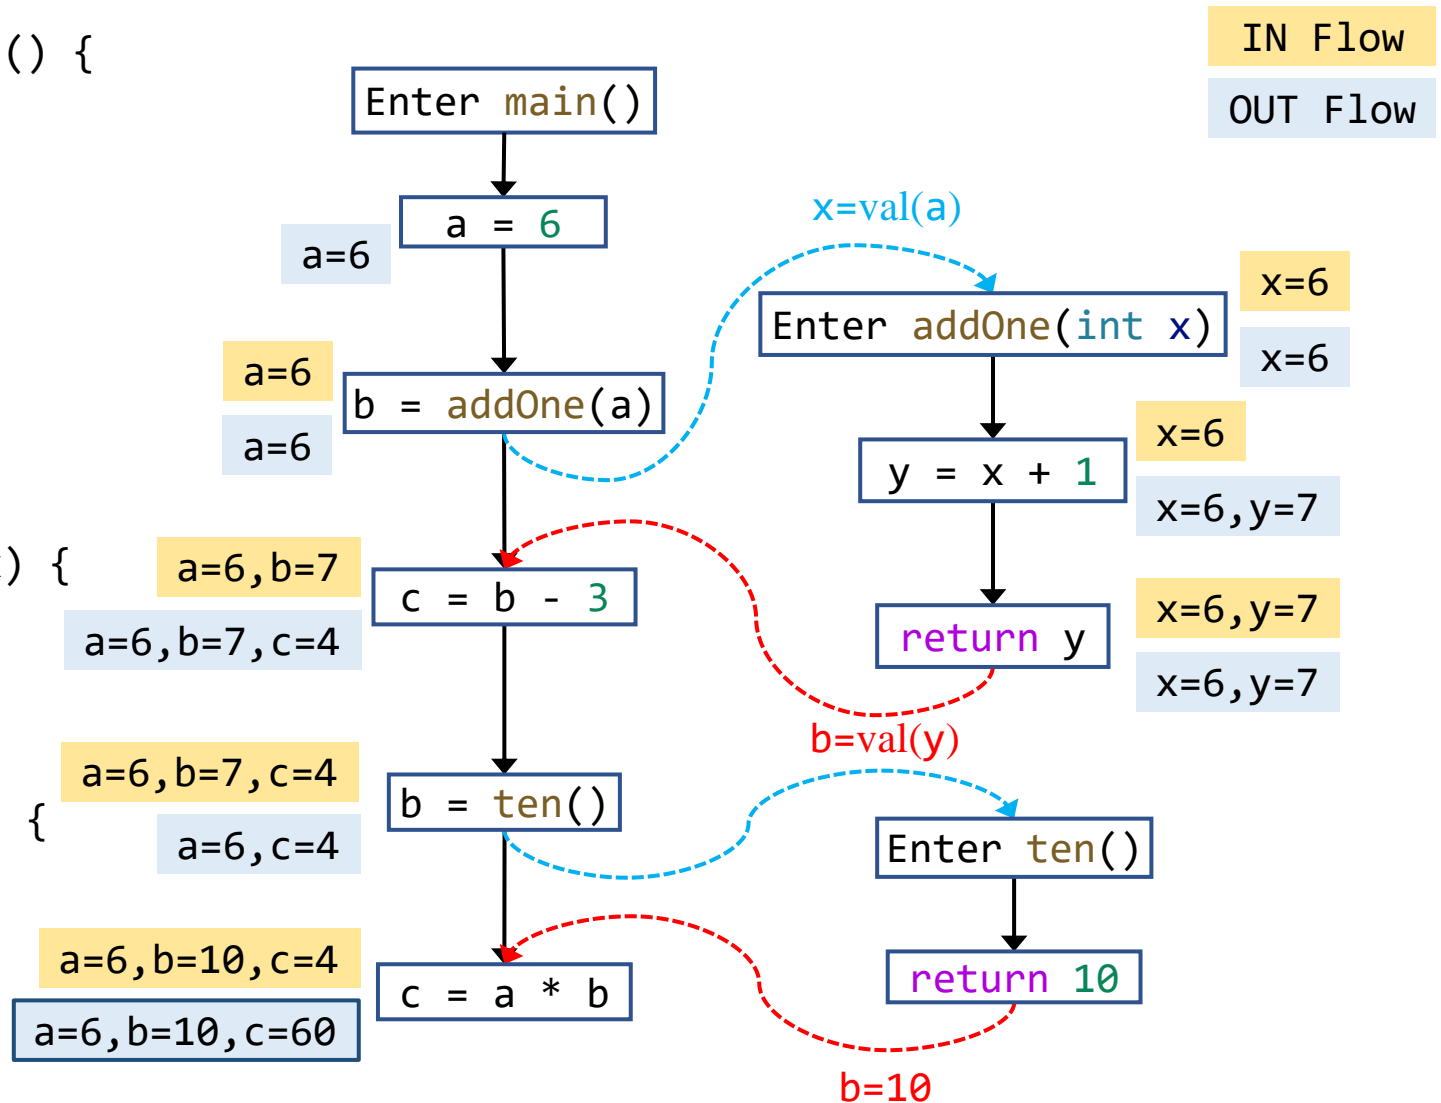 () {
IN Flow
OUT Flow
Enter main()
a = 6
a=6
x=val(a)
Enter addOne(int x)
x=6
x=6
a=6
b = addOne(a)
a=6
y = x + 1
x=6
x=6,y=7
) {
a=6,b=7
c = b - 3
a=6,b=7,c=4
return y
x=6,y=7
x=6,y=7
b=val(y)
a=6,b=7,c=4
b = ten()
{
a=6,c=4
Enter ten()
a=6,b=10,c=4
c = a * b
a=6,b=10,c=60
return 10
b=10